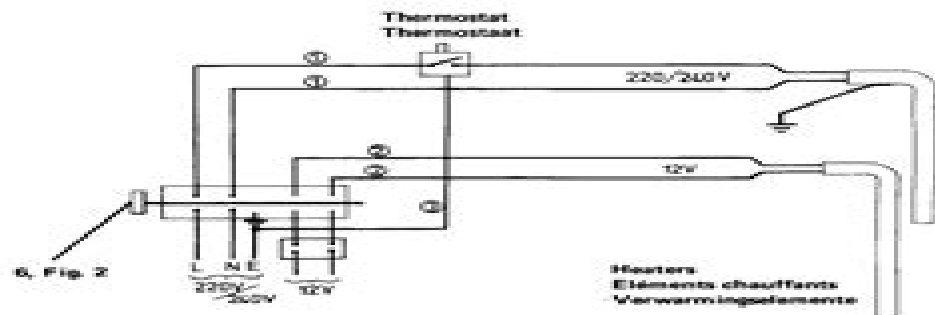 Thermostat
Thermostaat
①
①
220/240V
②
②
12V
6, Fig. 2
L N E
220V/
240V
12V
Heaters
Eléments chauffants
Verwarmingselemente